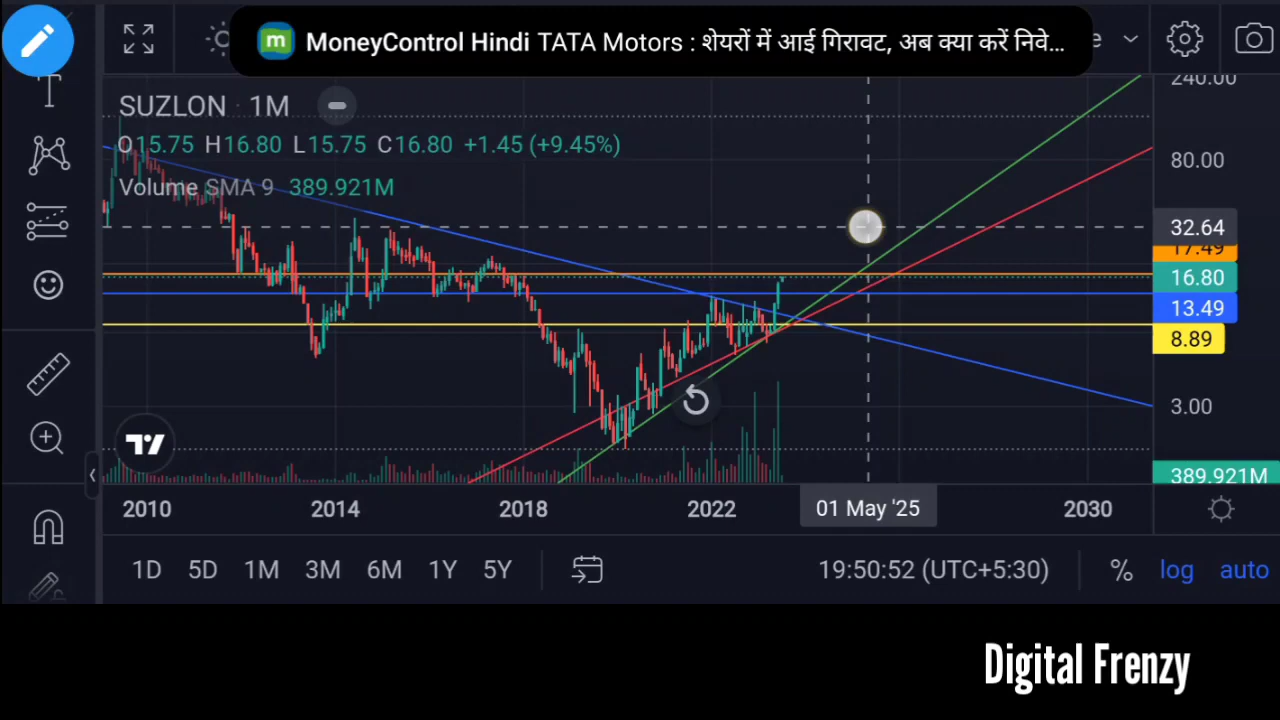 MoneyControl Hindi TATA Motors : शेयरों में आई गिरावट, अब क्या करें निवे... e
T
SUZLON · 1M
O15.75 H16.80 L15.75 C16.80 +1.45 (+9.45%)
Volume SMA 9 389.921M
240.00
80.00
32.64
17.49
16.80
13.49
8.89
3.00
389.921M
2010 2014 2018 2022 01 May '25 2030
1D 5D 1M 3M 6M 1Y 5Y 19:50:52 (UTC+5:30) % log auto
Digital Frenzy